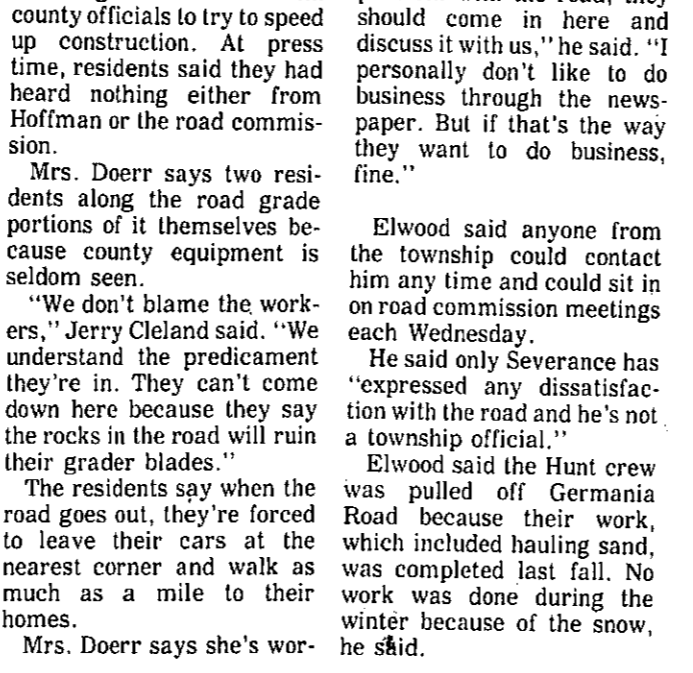 county officials to try to speed
up construction. At press
time, residents said they had
heard nothing either from
Hoffman or the road commis-
sion.
Mrs. Doerr says two resi-
dents along the road grade
portions of it themselves be-
cause county equipment is
seldom seen.
"We don't blame the work-
ers," Jerry Cleland said. "We
understand the predicament
they're in. They can't come
down here because they say
the rocks in the road will ruin
their grader blades."
The residents say when the
road goes out, they're forced
to leave their cars at the
nearest corner and walk as
much as a mile to their
homes.
Mrs. Doerr says she's wor-
should come in here and
discuss it with us," he said. "I
personally don't like to do
business through the news-
paper. But if that's the way
they want to do business,
fine."
Elwood said anyone from
the township could contact
him any time and could sit in
on road commission meetings
each Wednesday.
He said only Severance has
"expressed any dissatisfac-
tion with the road and he's not
a township official."
Elwood said the Hunt crew
was pulled off Germania
Road because their work,
which included hauling sand,
was completed last fall. No
work was done during the
winter because of the snow,
he said.